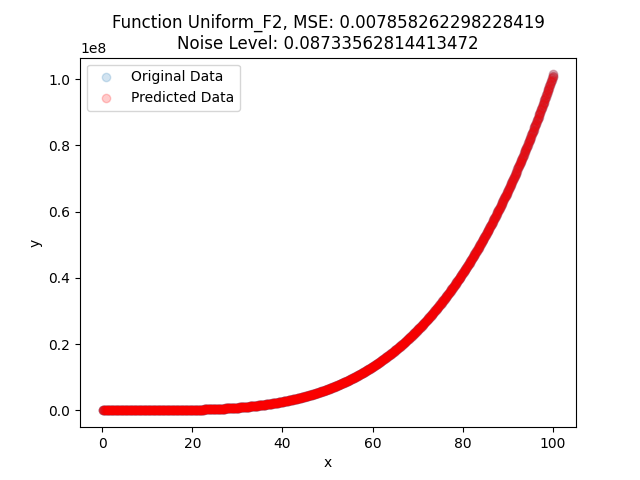 Function Uniform_F2, MSE: 0.007858262298228419
Noise Level: 0.08733562814413472
1e8
Original Data
Predicted Data
1.0
0.8
0.6
0.4
0.2
0.0
y
0 20 40 60 80 100
x